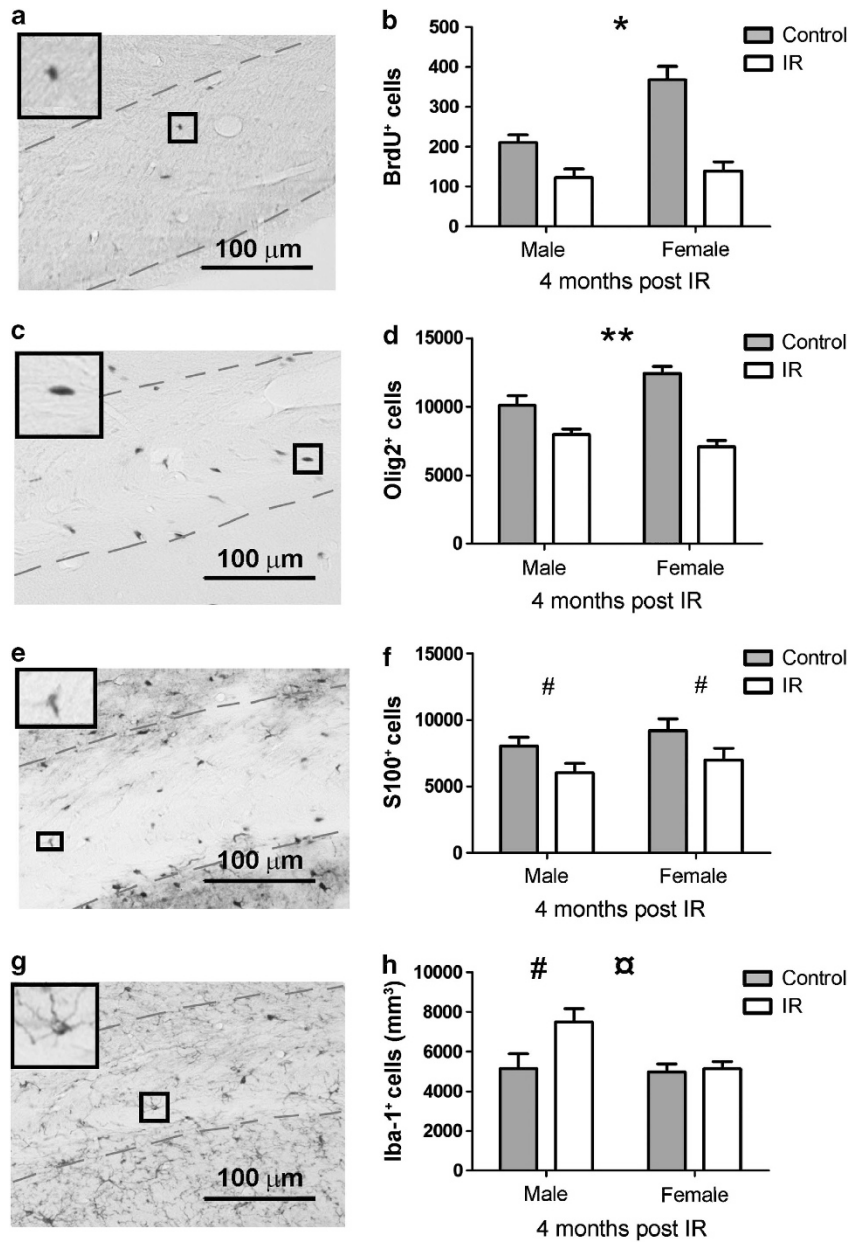 a
100 μm
b
*
Control
IR
BrdU⁺ cells
500
400
300
200
100
0
Male
Female
4 months post IR
c
100 μm
d
**
Control
IR
Olig2⁺ cells
15000
10000
5000
0
Male
Female
4 months post IR
e
100 μm
f
#
#
Control
IR
S100⁺ cells
15000
10000
5000
0
Male
Female
4 months post IR
g
100 μm
h
#
¤
Control
IR
Iba-1⁺ cells (mm³)
10000
8000
6000
4000
2000
0
Male
Female
4 months post IR